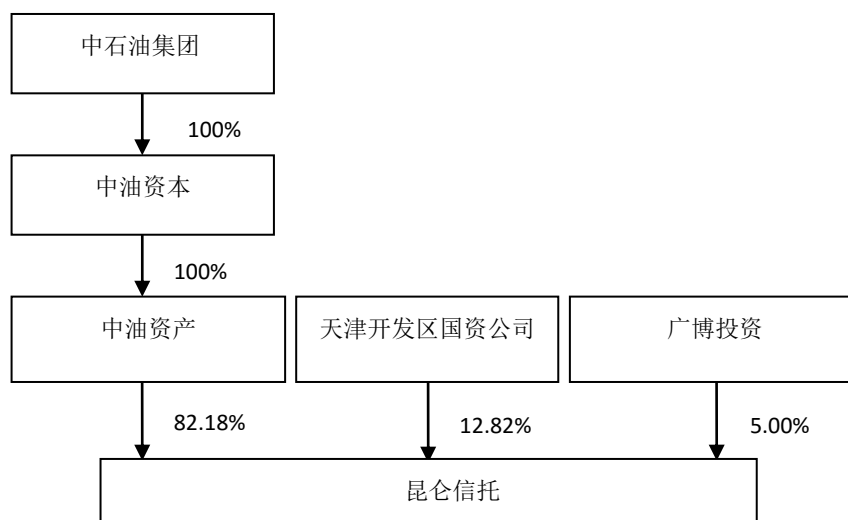 中石油集团
100%
中油资本
100%
中油资产
天津开发区国资公司
广博投资
82.18%
12.82%
5.00%
昆仑信托